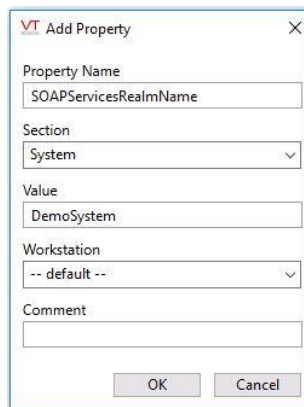 VT Add Property
Property Name
SOAPServicesRealmName
Section
System
Value
DemoSystem
Workstation
-- default --
Comment
OK Cancel